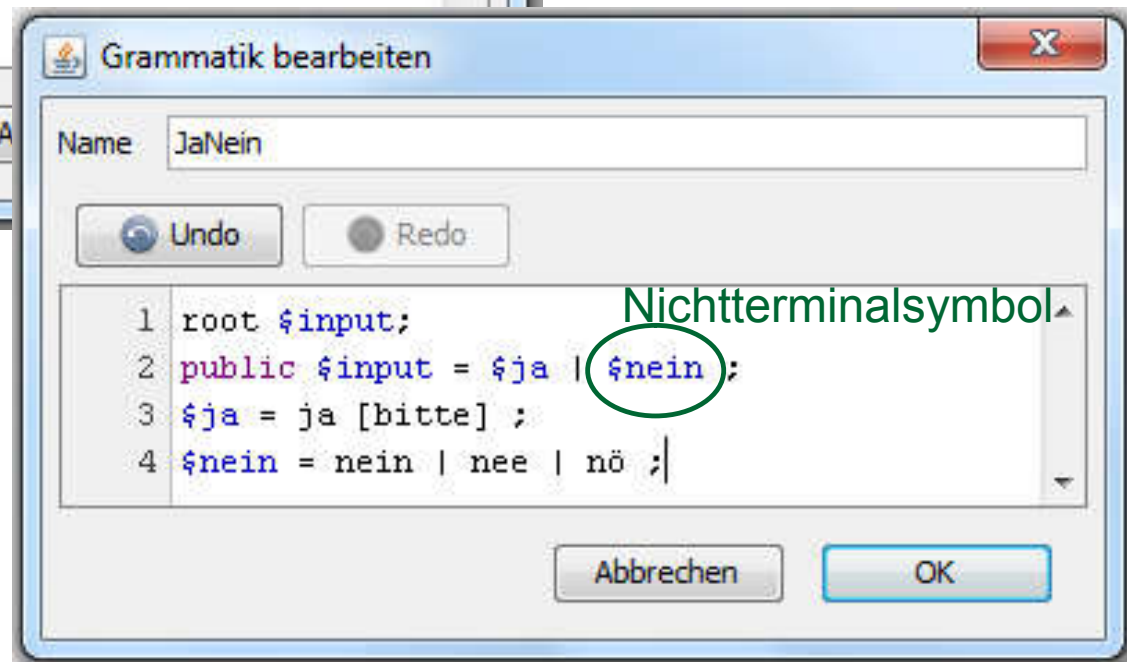 Grammatik bearbeiten
A
Name JaNein
Undo Redo
Nichtterminalsymbol
1 root $input;
2 public $input = $ja | $nein ;
3 $ja = ja [bitte] ;
4 $nein = nein | nee | nö ;
Abbrechen OK